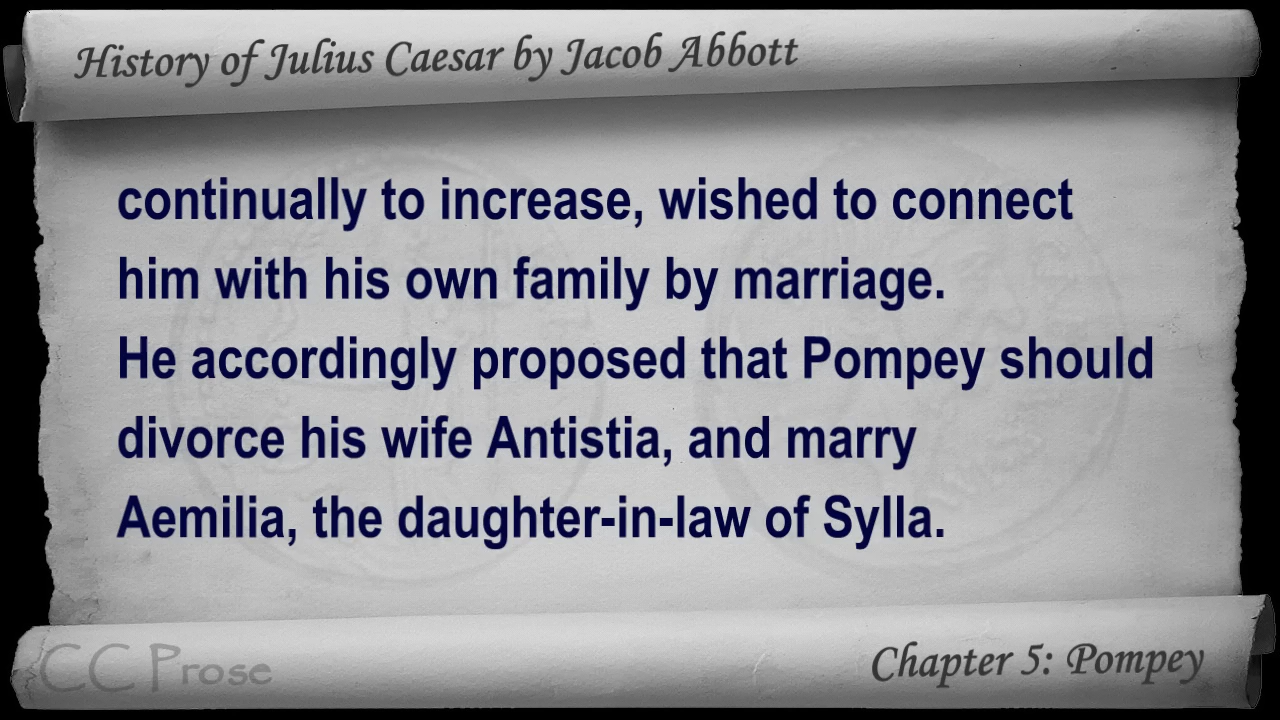 History of Julius Caesar by Jacob Abbott
continually to increase, wished to connect
him with his own family by marriage.
He accordingly proposed that Pompey should
divorce his wife Antistia, and marry
Aemilia, the daughter-in-law of Sylla.
CC Prose
Chapter 5: Pompey